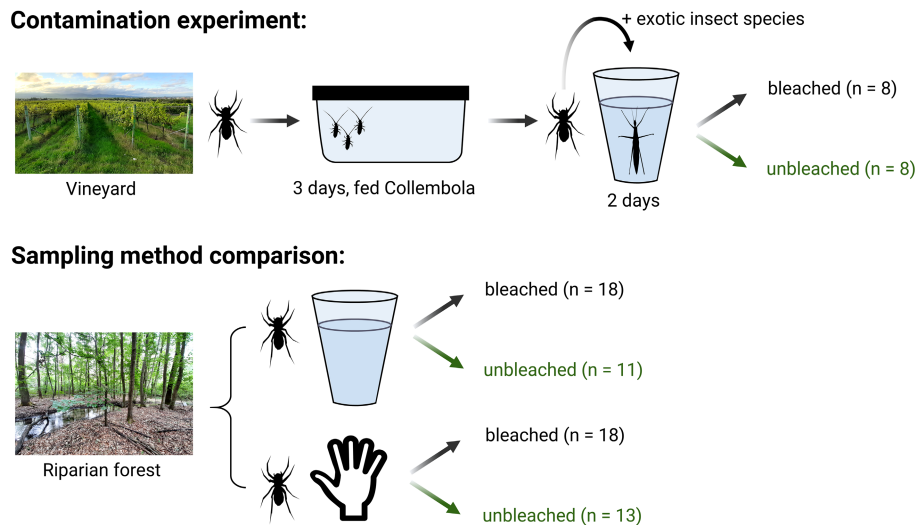 Contamination experiment:
+ exotic insect species
bleached (n = 8)
unbleached (n = 8)
Vineyard
3 days, fed Collembola
2 days
Sampling method comparison:
bleached (n = 18)
unbleached (n = 11)
bleached (n = 18)
unbleached (n = 13)
Riparian forest